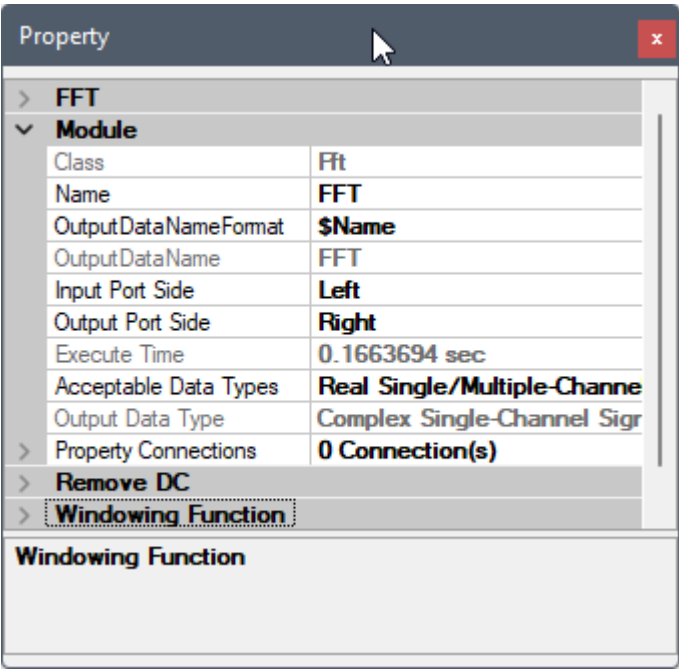 Property
x
FFT
Module
Class Fft
Name FFT
OutputDataNameFormat $Name
OutputDataName FFT
Input Port Side Left
Output Port Side Right
Execute Time 0.1663694 sec
Acceptable Data Types Real Single/Multiple-Channe
Output Data Type Complex Single-Channel Sigr
Property Connections 0 Connection(s)
Remove DC
Windowing Function
Windowing Function